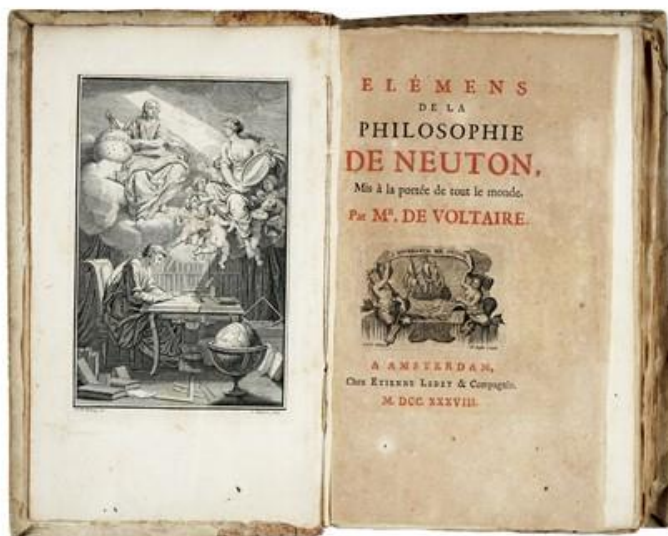 ELÉMENS
DE LA
PHILOSOPHIE
DE NEUTON,
Mis à la portée de tout le monde.
Par MR. DE VOLTAIRE.
A AMSTERDAM,
Chez ETIENNE LEDET & Compagnie.
M. DCC. XXXVIII.